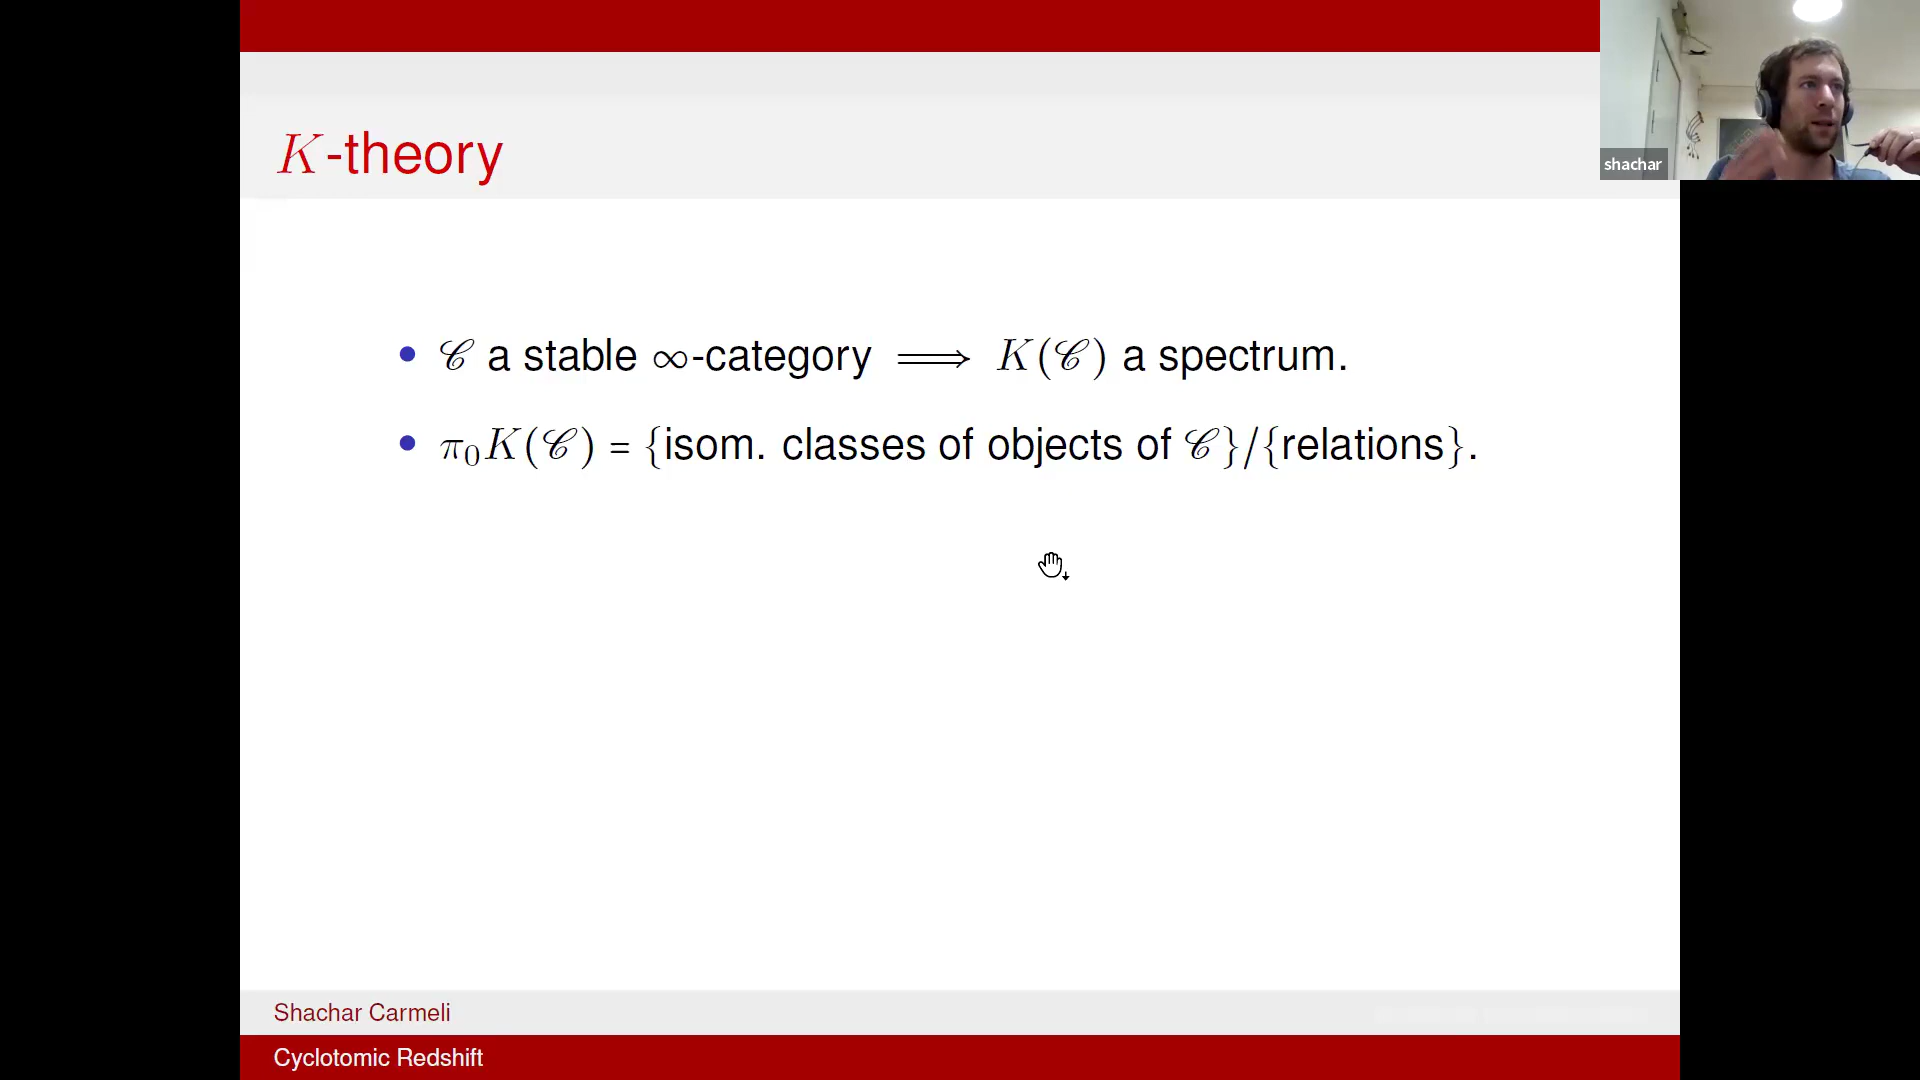 K-theory
shachar
• 𝒞 a stable ∞-category ⟹ K(𝒞) a spectrum.
• π₀K(𝒞) = {isom. classes of objects of 𝒞}/{relations}.
Shachar Carmeli
Cyclotomic Redshift